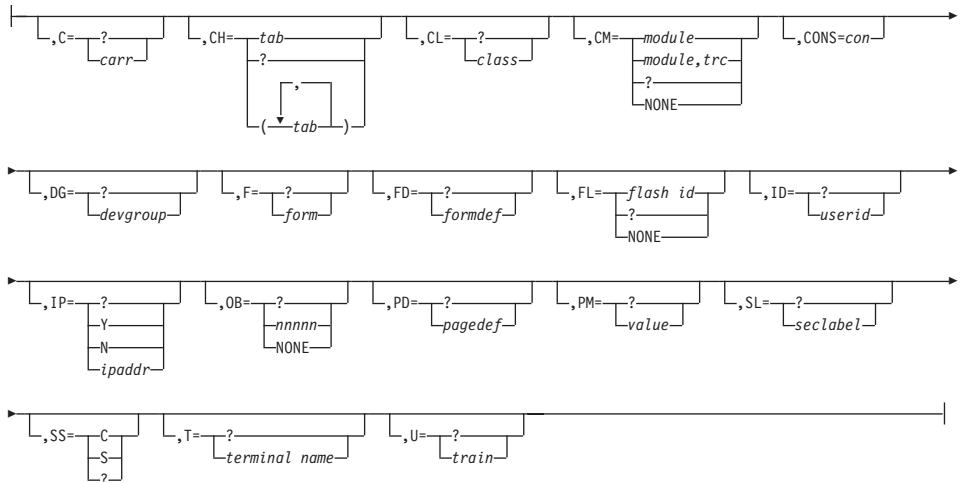 ,C= ? ,CH= tab ,CL= ? ,CM= module ,CONS=con
carr ? class module,trc
, ?
( tab ) NONE
,DG= ? ,F= ? ,FD= ? ,FL= flash id ,ID= ?
devgroup form formdef ? userid
NONE
,IP= ? ,OB= ? ,PD= ? ,PM= ? ,SL= ?
Y nnnnn pagedef value seclabel
N NONE
ipaddr
,SS= C ,T= ? ,U= ?
S terminal name train
?